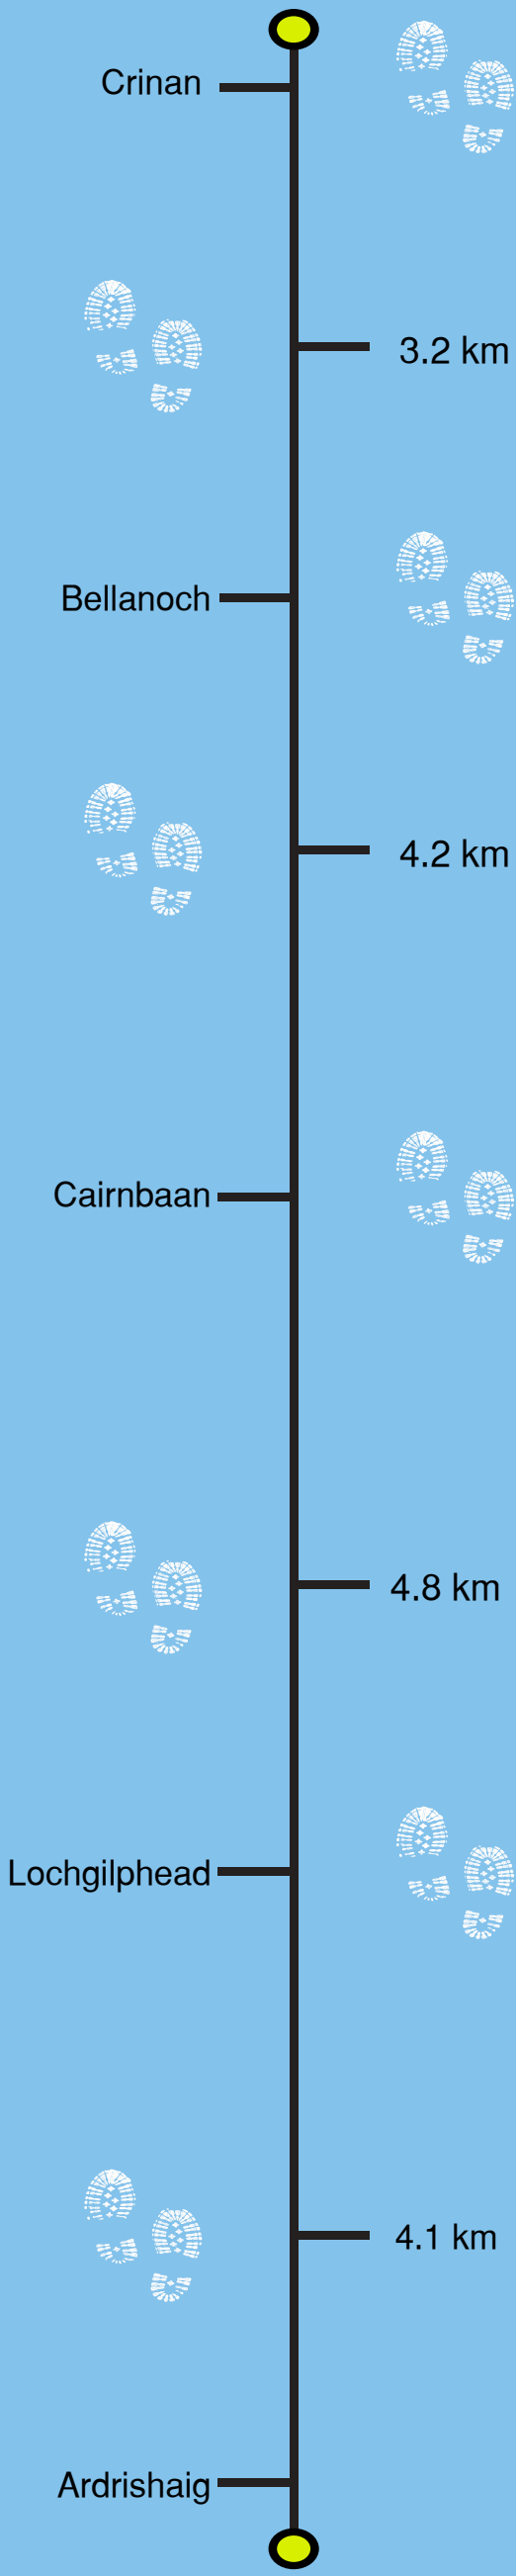 Crinan
3.2 km
Bellanoch
4.2 km
Cairnbaan
4.8 km
Lochgilphead
4.1 km
Ardrishaig